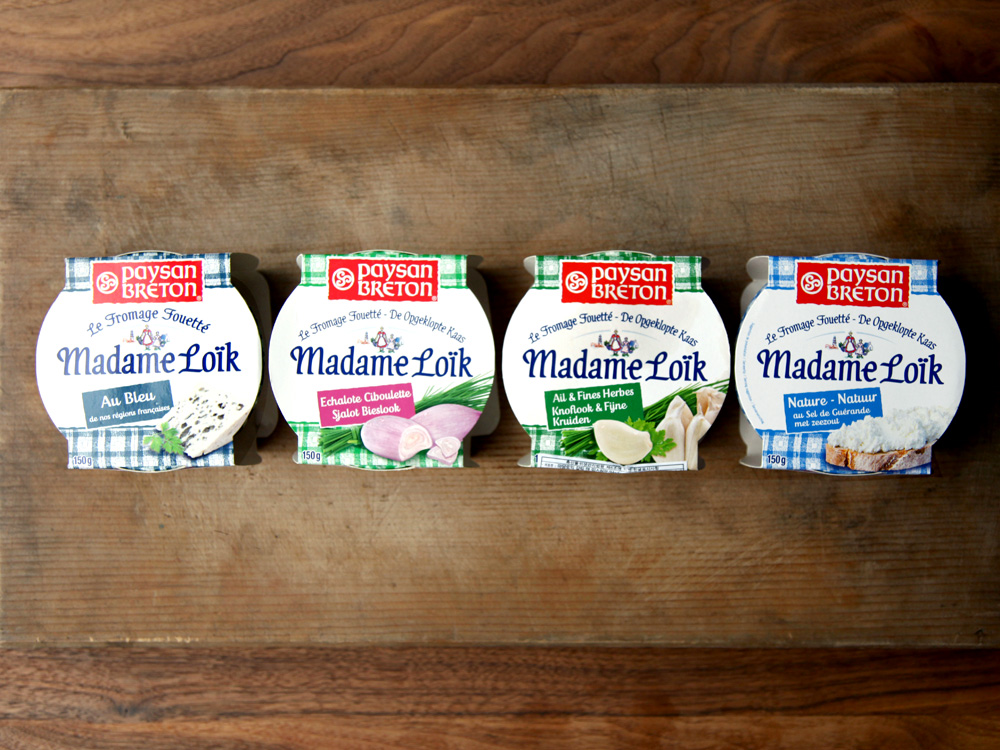 PAYSAN
BRETON
Le Fromage Fouetté
Madame Loïk
Au Bleu
de nos régions françaises
150g
PAYSAN
BRETON
Le Fromage Fouetté - De Opgeklopte Kaas
Madame Loïk
Echalote Ciboulette
Sjalot Bieslook
150g
PAYSAN
BRETON
Le Fromage Fouetté - De Opgeklopte Kaas
Madame Loïk
Ail & Fines Herbes
Knoflook & Fijne
Kruiden
PAYSAN
BRETON
Le Fromage Fouetté - De Opgeklopte Kaas
Madame Loïk
Nature - Natuur
au Sel de Guérande
met zeezout
150g